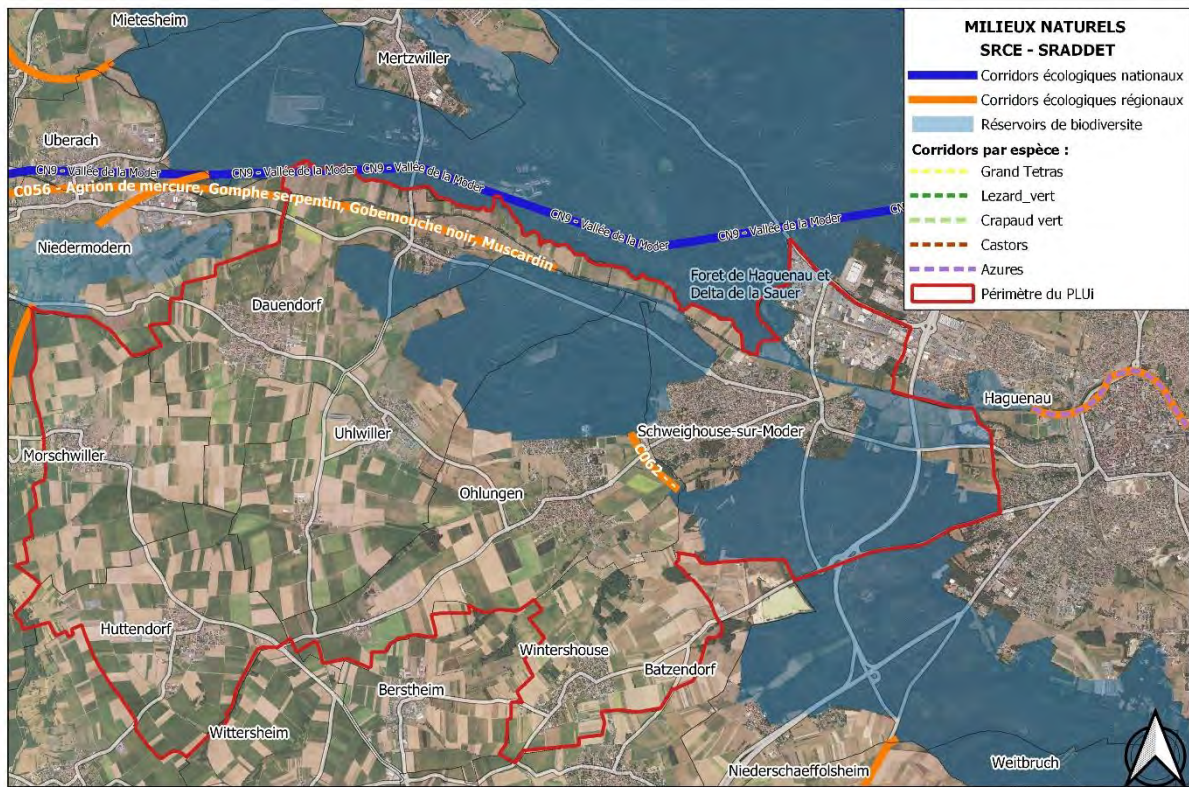 Mietesheim
Mertzwiller
Uberach
CN9 - Vallée de la Moder
CN9 - Vallée de la Moder
CN9 - Vallée de la Moder
CN9 - Vallée de la Moder
CN9 - Vallée de la Moder
CN9
C056 - Agrion de mercure, Gomphe serpentin, Gobemouche noir, Muscardin
Niedermodern
Dauendorf
Foret de Haguenau et
Delta de la Sauer
Haguenau
Uhlwiller
Schweighouse-sur-Moder
Morschwiller
C062 - -
Ohlungen
Huttendorf
Wintershouse
Batzendorf
Berstheim
Wittersheim
Niederschaeffolsheim
Weitbruch
MILIEUX NATURELS
SRCE - SRADDET
Corridors écologiques nationaux
Corridors écologiques régionaux
Réservoirs de biodiversite
Corridors par espèce :
Grand Tetras
Lezard_vert
Crapaud vert
Castors
Azures
Périmètre du PLUi